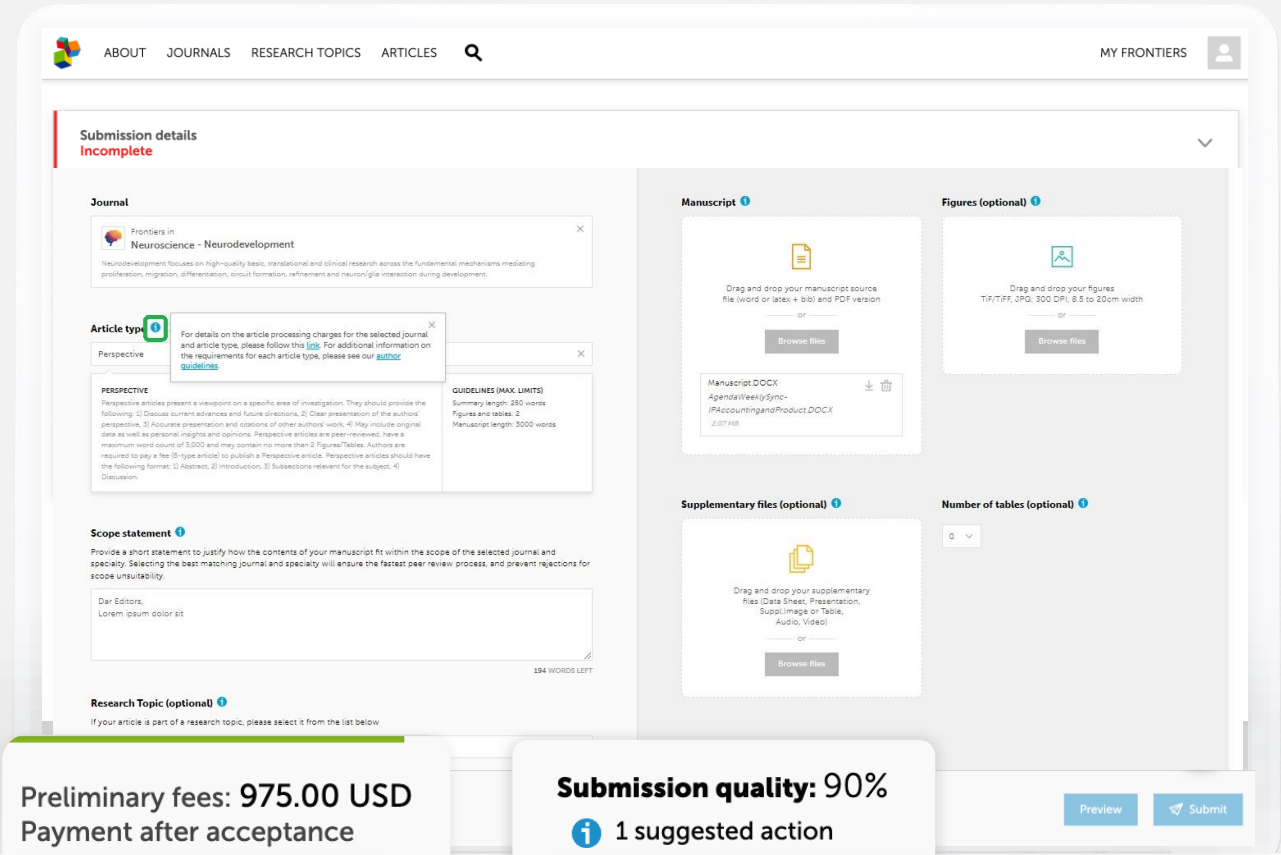 ABOUT JOURNALS RESEARCH TOPICS ARTICLES MY FRONTIERS
Submission details
Incomplete
Journal
Frontiers in
Neuroscience - Neurodevelopment
Neurodevelopment focuses on high-quality basic, translational and clinical research across the fundamental mechanisms mediating
proliferation, migration, differentiation, circuit formation, refinement and neuron/glia interaction during development.
Article type
For details on the article processing charges for the selected journal
and article type, please follow this link. For additional information on
the requirements for each article type, please see our author
guidelines.
Perspective
PERSPECTIVE
Perspective articles present a viewpoint on a specific area of investigation. They should provide the
following: 1) Discuss current advances and future directions, 2) Clear presentation of the authors'
perspective, 3) Accurate presentation and citations of other authors' work, 4) May include original
data as well as personal insights and opinions. Perspective articles are peer-reviewed, have a
maximum word count of 3,000 and may contain no more than 2 Figures/Tables. Authors are
required to pay a fee (B-type article) to publish a Perspective article. Perspective articles should have
the following format: 1) Abstract, 2) Introduction, 3) Subsections relevant for the subject, 4)
Discussion.
GUIDELINES (MAX. LIMITS)
Summary length: 250 words
Figures and tables: 2
Manuscript length: 3000 words
Scope statement
Provide a short statement to justify how the contents of your manuscript fit within the scope of the selected journal and
specialty. Selecting the best matching journal and specialty will ensure the fastest peer review process, and prevent rejections for
scope unsuitability.
Dar Editors,
Lorem ipsum dolor sit
194 WORDS LEFT
Research Topic (optional)
If your article is part of a research topic, please select it from the list below
Manuscript
Drag and drop your manuscript source
file (word or latex + bib) and PDF version
or
Browse files
Manuscript.DOCX
AgendaWeeklySync-
IPAccountingandProduct.DOCX
2.07 MB
Figures (optional)
Drag and drop your figures
TiF/TiFF, JPG; 300 DPI; 8.5 to 20cm width
or
Browse files
Supplementary files (optional)
Drag and drop your supplementary
files (Data Sheet, Presentation,
Suppl.Image or Table,
Audio, Video)
or
Browse files
Number of tables (optional)
0
Preliminary fees: 975.00 USD
Payment after acceptance
Submission quality: 90%
1 suggested action
Preview
Submit